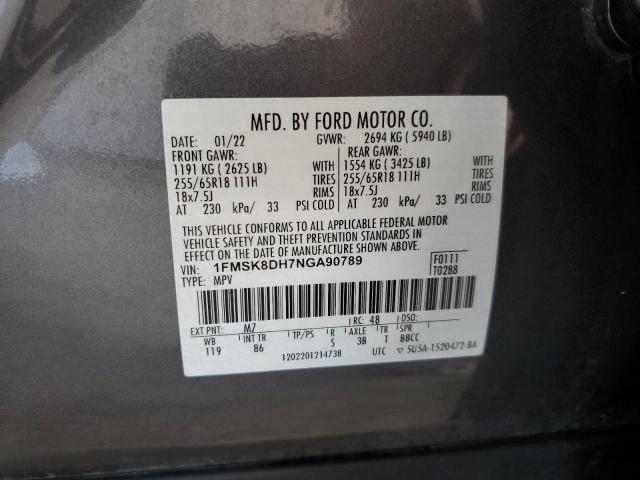 MFD. BY FORD MOTOR CO.
DATE: 01/22 GVWR: 2694 KG ( 5940 LB)
FRONT GAWR: REAR GAWR:
1191 KG ( 2625 LB) WITH 1554 KG ( 3425 LB) WITH
255/65R18 111H TIRES 255/65R18 111H TIRES
18x7.5J RIMS 18x7.5J RIMS
AT 230 kPa/ 33 PSI COLD AT 230 kPa/ 33 PSI COLD
THIS VEHICLE CONFORMS TO ALL APPLICABLE FEDERAL MOTOR
VEHICLE SAFETY AND THEFT PREVENTION STANDARDS IN
EFFECT ON THE DATE OF MANUFACTURE SHOWN ABOVE.
VIN: 1FMSK8DH7NGA90789 F0111
TYPE: MPV T0288
EXT PNT: M7 RC: 48 DSO:
WB INT TR TP/PS R AXLE TR SPR
119 86 S 3B T BBCC
1202201214738 UTC ▽ 5U5A-1520472-BA